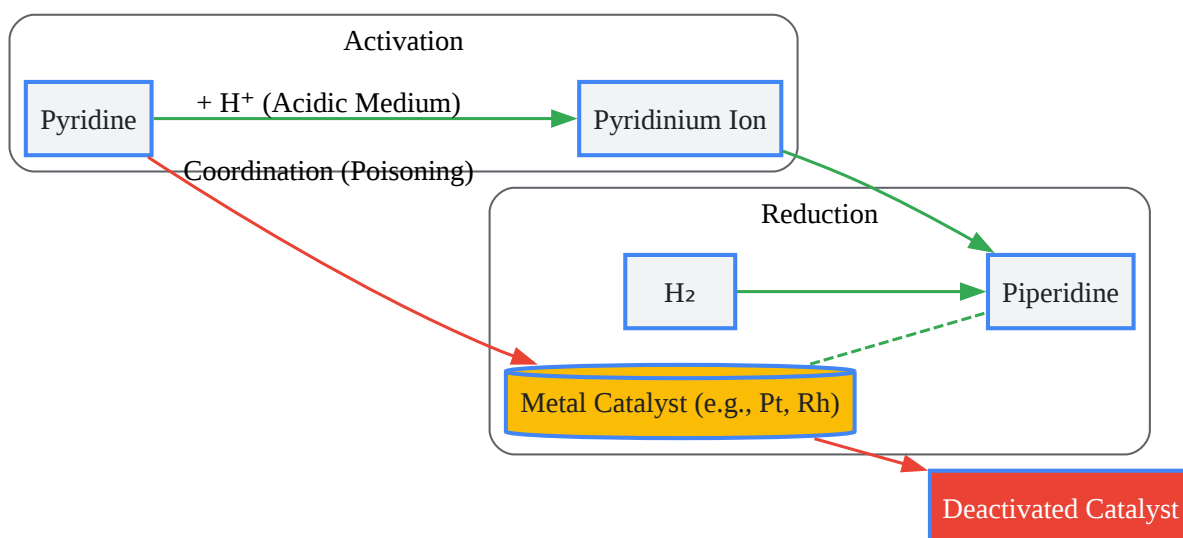 Activation
Pyridine
+ H⁺ (Acidic Medium)
Pyridinium Ion
Coordination (Poisoning)
Reduction
H₂
Piperidine
Metal Catalyst (e.g., Pt, Rh)
Deactivated Catalyst